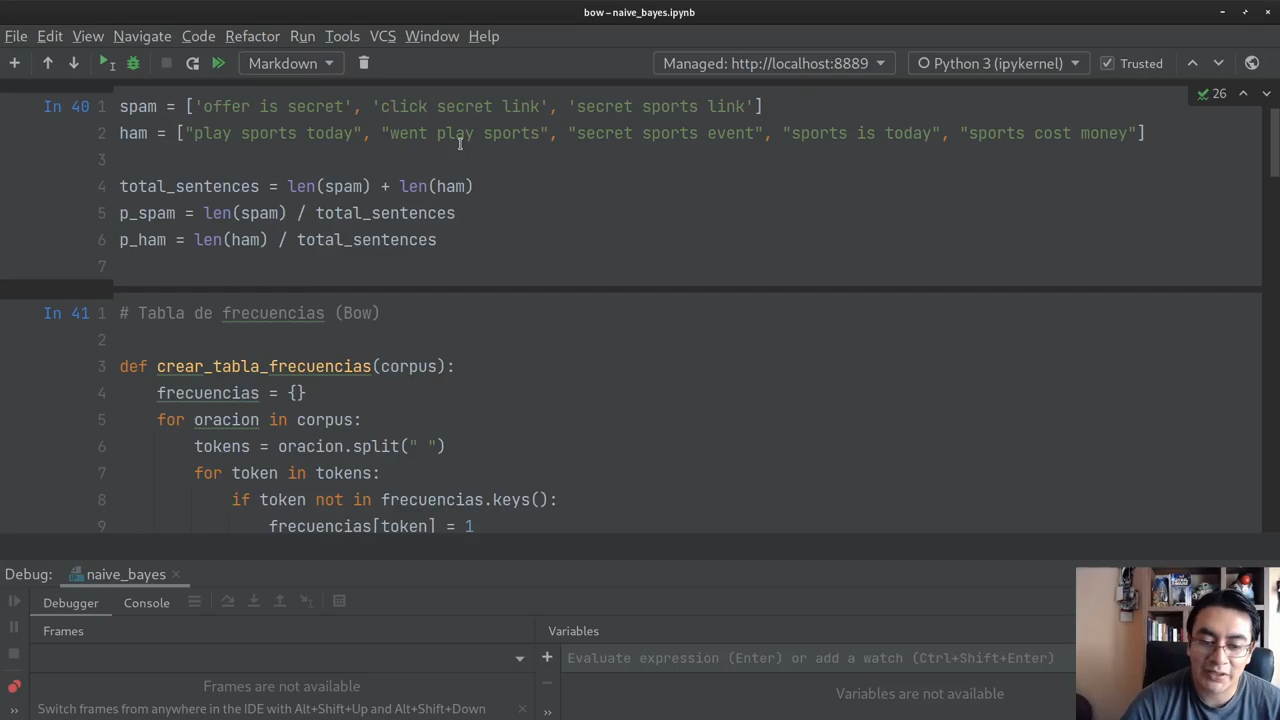 bow – naive_bayes.ipynb
File Edit View Navigate Code Refactor Run Tools VCS Window Help
Markdown Managed: http://localhost:8889 Python 3 (ipykernel) Trusted
26
In 40 1 spam = ['offer is secret', 'click secret link', 'secret sports link']
2 ham = ["play sports today", "went play sports", "secret sports event", "sports is today", "sports cost money"]
3
4 total_sentences = len(spam) + len(ham)
5 p_spam = len(spam) / total_sentences
6 p_ham = len(ham) / total_sentences
7
In 41 1 # Tabla de frecuencias (Bow)
2
3 def crear_tabla_frecuencias(corpus):
4 frecuencias = {}
5 for oracion in corpus:
6 tokens = oracion.split(" ")
7 for token in tokens:
8 if token not in frecuencias.keys():
9 frecuencias[token] = 1
Debug: naive_bayes
Debugger Console
Frames Variables
Evaluate expression (Enter) or add a watch (Ctrl+Shift+Enter)
Frames are not available Variables are not available
Switch frames from anywhere in the IDE with Alt+Shift+Up and Alt+Shift+Down